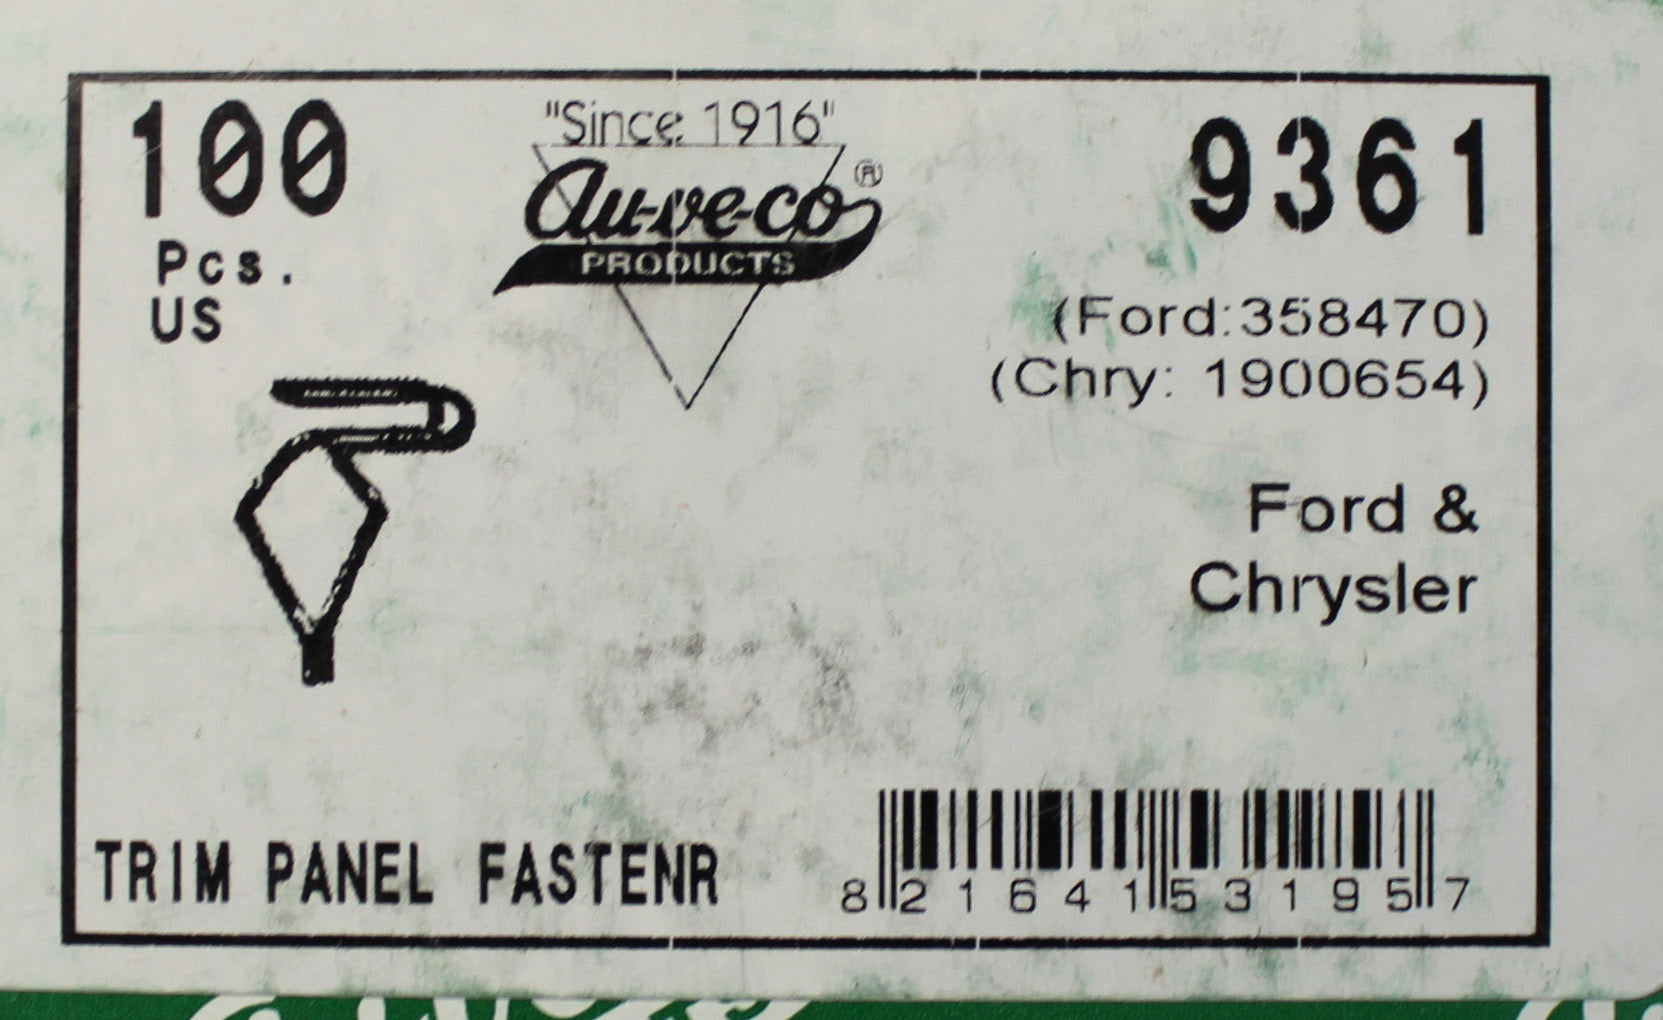 100
Pcs.
US
"Since 1916"
Au-ve-co®
PRODUCTS
9361
(Ford:358470)
(Chry: 1900654)
Ford &
Chrysler
TRIM PANEL FASTENR
8 21641 53195 7